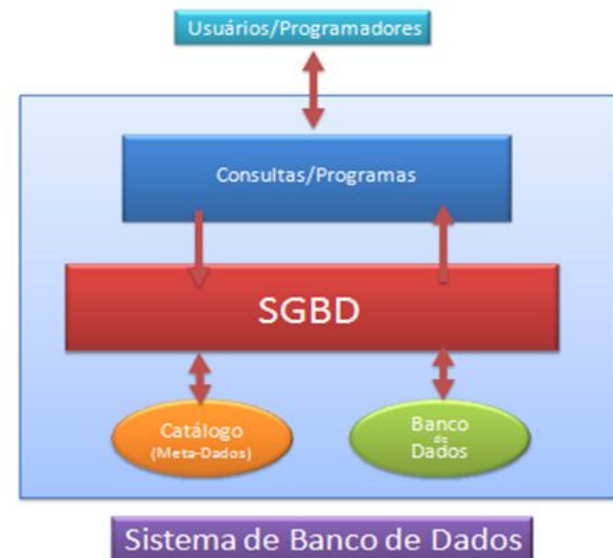 Usuários/Programadores
Consultas/Programas
SGBD
Catálogo
(Meta-Dados)
Banco
de
Dados
Sistema de Banco de Dados